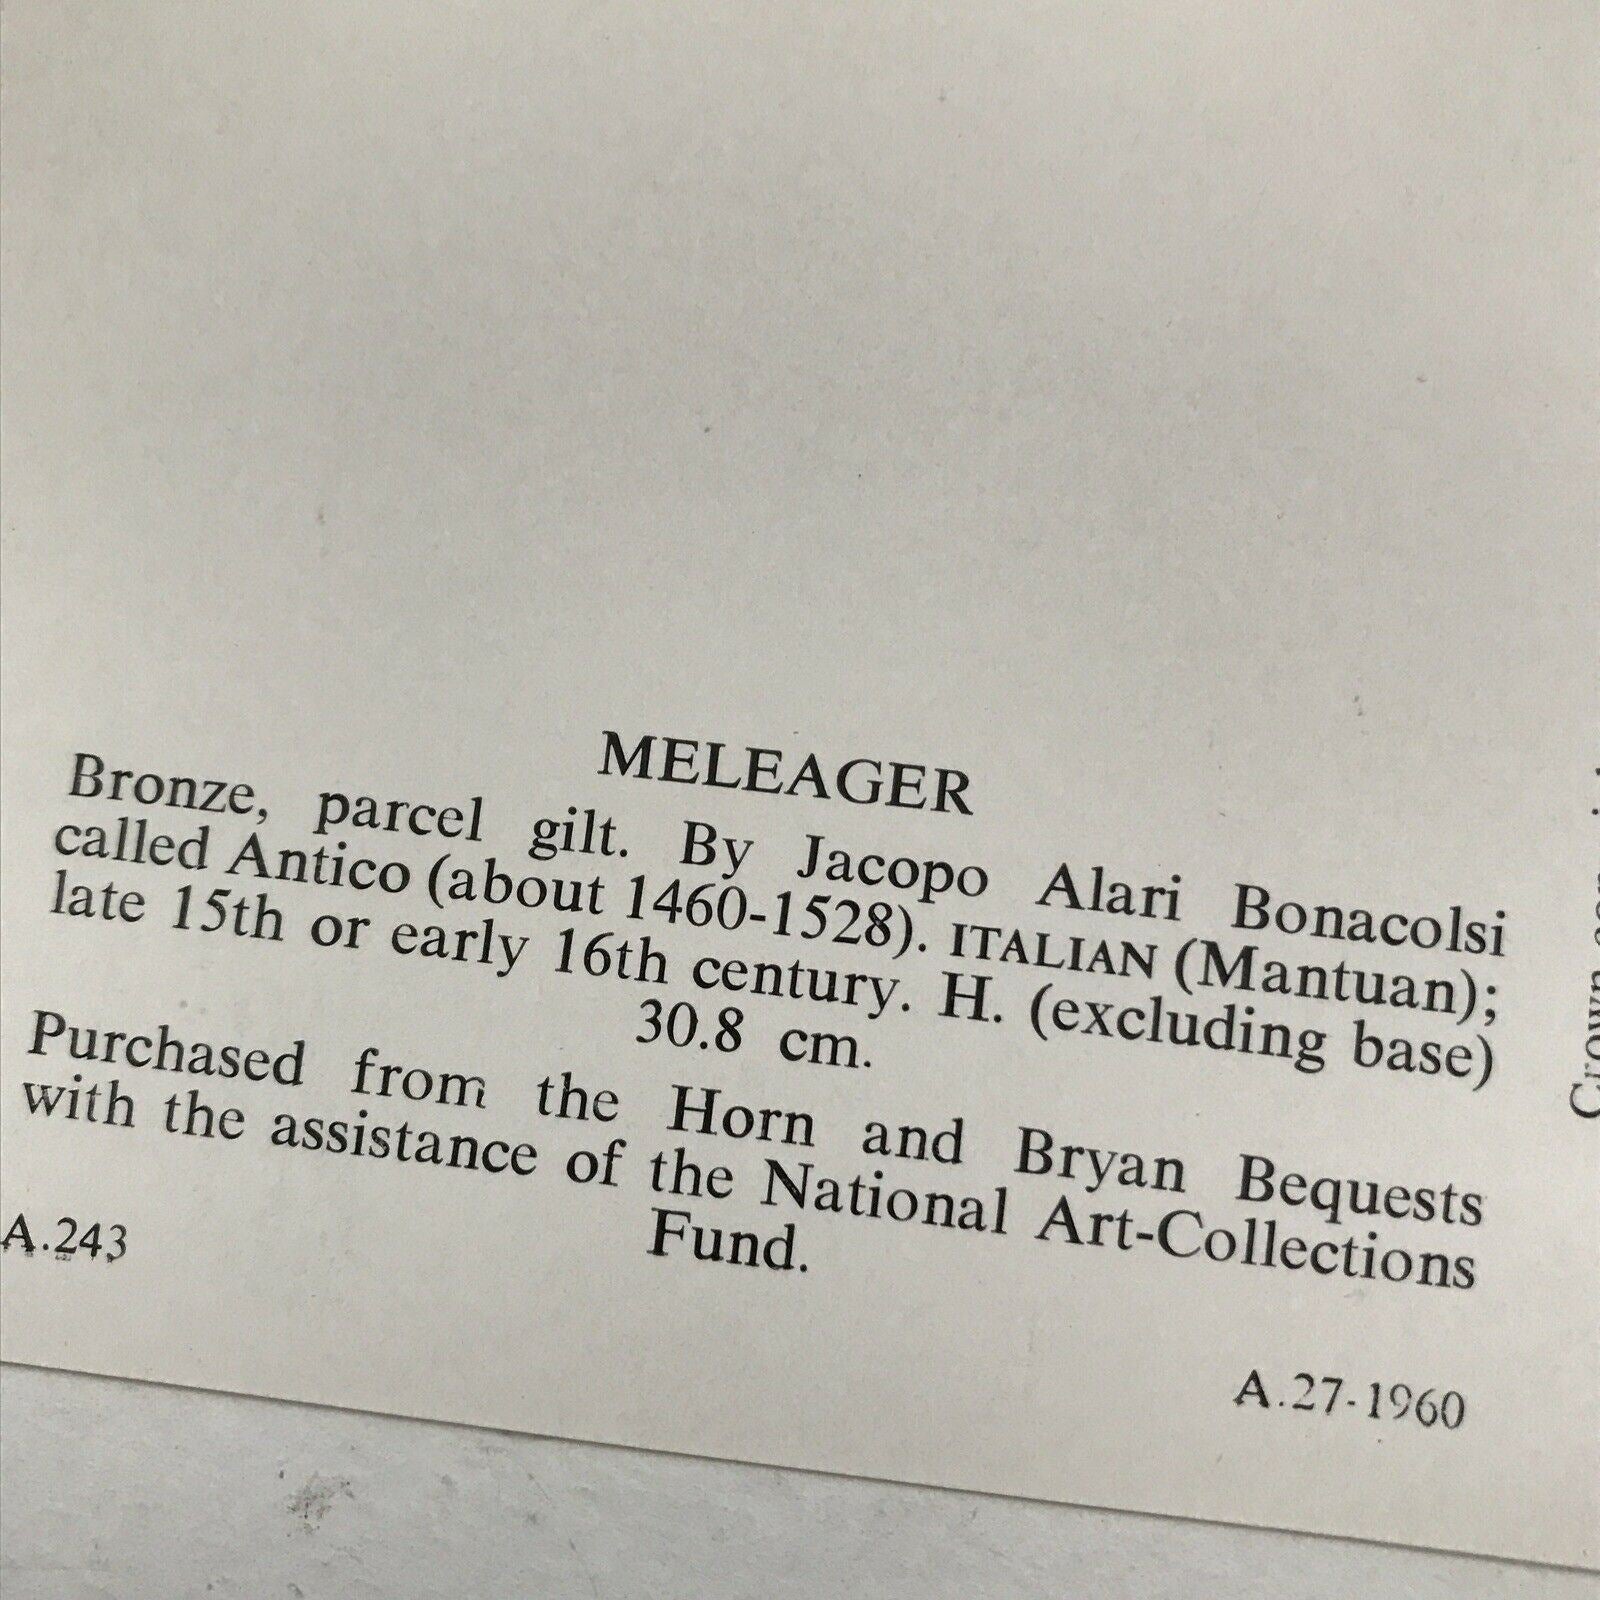 MELEAGER
Bronze, parcel gilt. By Jacopo Alari Bonacolsi
called Antico (about 1460-1528). ITALIAN (Mantuan);
late 15th or early 16th century. H. (excluding base)
30.8 cm.
Purchased from the Horn and Bryan Bequests
with the assistance of the National Art-Collections
Fund.
A.243
A.27-1960
Crown